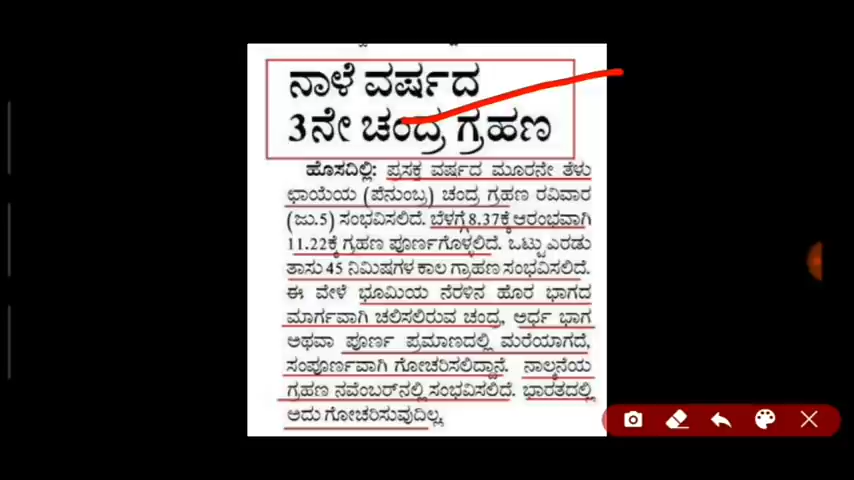 ನಾಳೆ ವರ್ಷದ
3ನೇ ಚಂದ್ರ ಗ್ರಹಣ
ಹೊಸದಿಲ್ಲಿ: ಪ್ರಸಕ್ತ ವರ್ಷದ ಮೂರನೇ ತೆಳು
ಛಾಯೆಯ (ಪೆನುಂಬ್ರ) ಚಂದ್ರ ಗ್ರಹಣ ರವಿವಾರ
(ಜು.5) ಸಂಭವಿಸಲಿದೆ. ಬೆಳಗ್ಗೆ 8.37ಕ್ಕೆ ಆರಂಭವಾಗಿ
11.22ಕ್ಕೆ ಗ್ರಹಣ ಪೂರ್ಣಗೊಳ್ಳಲಿದೆ. ಒಟ್ಟು ಎರಡು
ತಾಸು 45 ನಿಮಿಷಗಳ ಕಾಲ ಗ್ರಾಹಣ ಸಂಭವಿಸಲಿದೆ.
ಈ ವೇಳೆ ಭೂಮಿಯ ನೆರಳಿನ ಹೊರ ಭಾಗದ
ಮಾರ್ಗವಾಗಿ ಚಲಿಸಲಿರುವ ಚಂದ್ರ, ಅರ್ಧ ಭಾಗ
ಅಥವಾ ಪೂರ್ಣ ಪ್ರಮಾಣದಲ್ಲಿ ಮರೆಯಾಗದೆ,
ಸಂಪೂರ್ಣವಾಗಿ ಗೋಚರಿಸಲಿದ್ದಾನೆ. ನಾಲ್ಕನೆಯ
ಗ್ರಹಣ ನವೆಂಬರ್‌ನಲ್ಲಿ ಸಂಭವಿಸಲಿದೆ. ಭಾರತದಲ್ಲಿ
ಅದು ಗೋಚರಿಸುವುದಿಲ್ಲ.